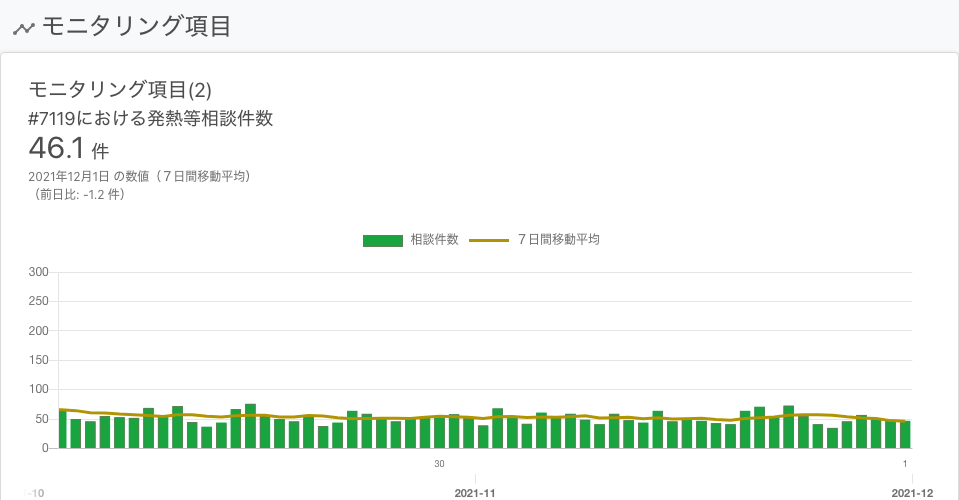 モニタリング項目
モニタリング項目(2)
#7119における発熱等相談件数
46.1 件
2021年12月1日 の数値（７日間移動平均）
（前日比: -1.2 件）
相談件数 ７日間移動平均
300
250
200
150
100
50
0
30 1
-10 2021-11 2021-12